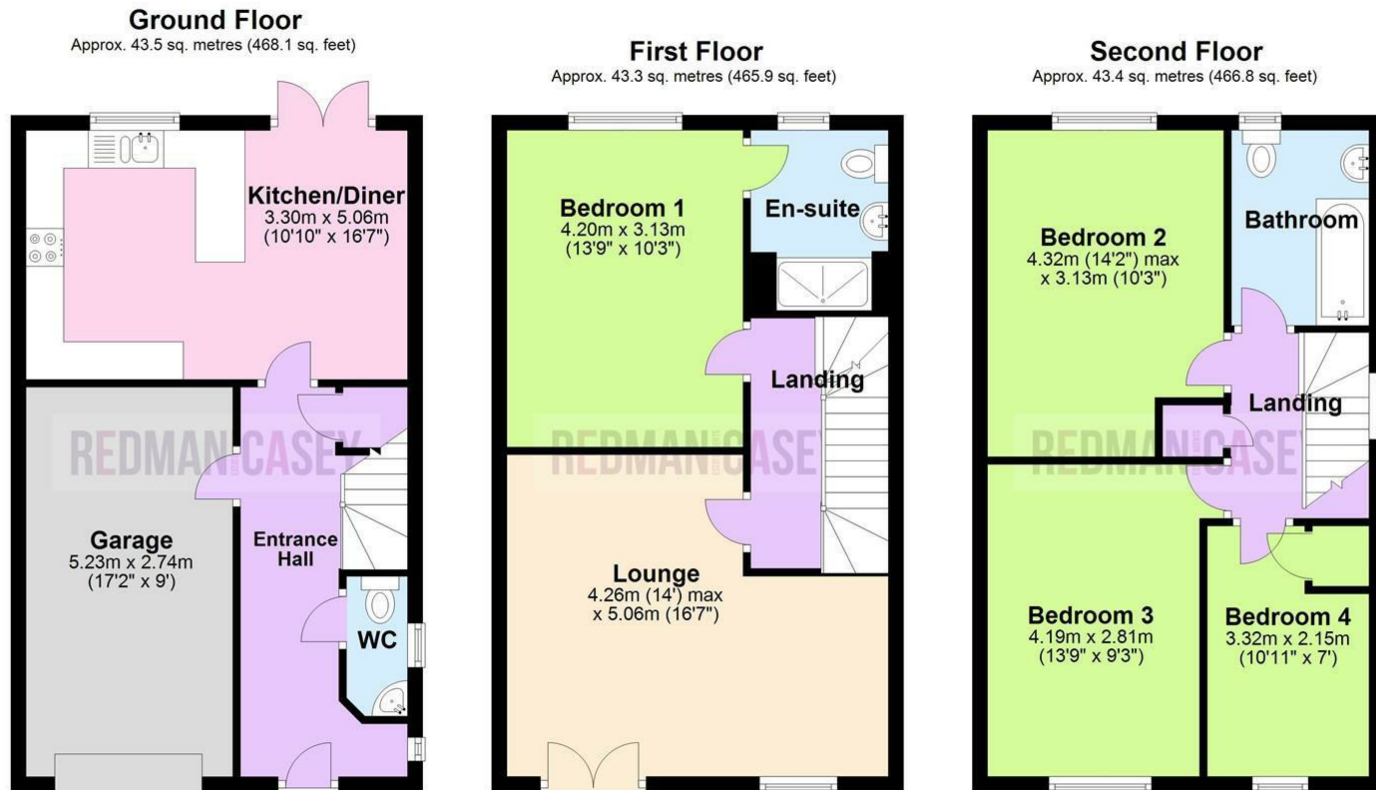 Ground Floor
Approx. 43.5 sq. metres (468.1 sq. feet)
Kitchen/Diner
3.30m x 5.06m
(10'10" x 16'7")
REDMAN CASEY
Garage
5.23m x 2.74m
(17'2" x 9')
Entrance
Hall
WC
First Floor
Approx. 43.3 sq. metres (465.9 sq. feet)
Bedroom 1
4.20m x 3.13m
(13'9" x 10'3")
En-suite
Landing
REDMAN CASEY
Lounge
4.26m (14') max
x 5.06m (16'7")
Second Floor
Approx. 43.4 sq. metres (466.8 sq. feet)
Bedroom 2
4.32m (14'2") max
x 3.13m (10'3")
Bathroom
Landing
REDMAN CASEY
Bedroom 3
4.19m x 2.81m
(13'9" x 9'3")
Bedroom 4
3.32m x 2.15m
(10'11" x 7')